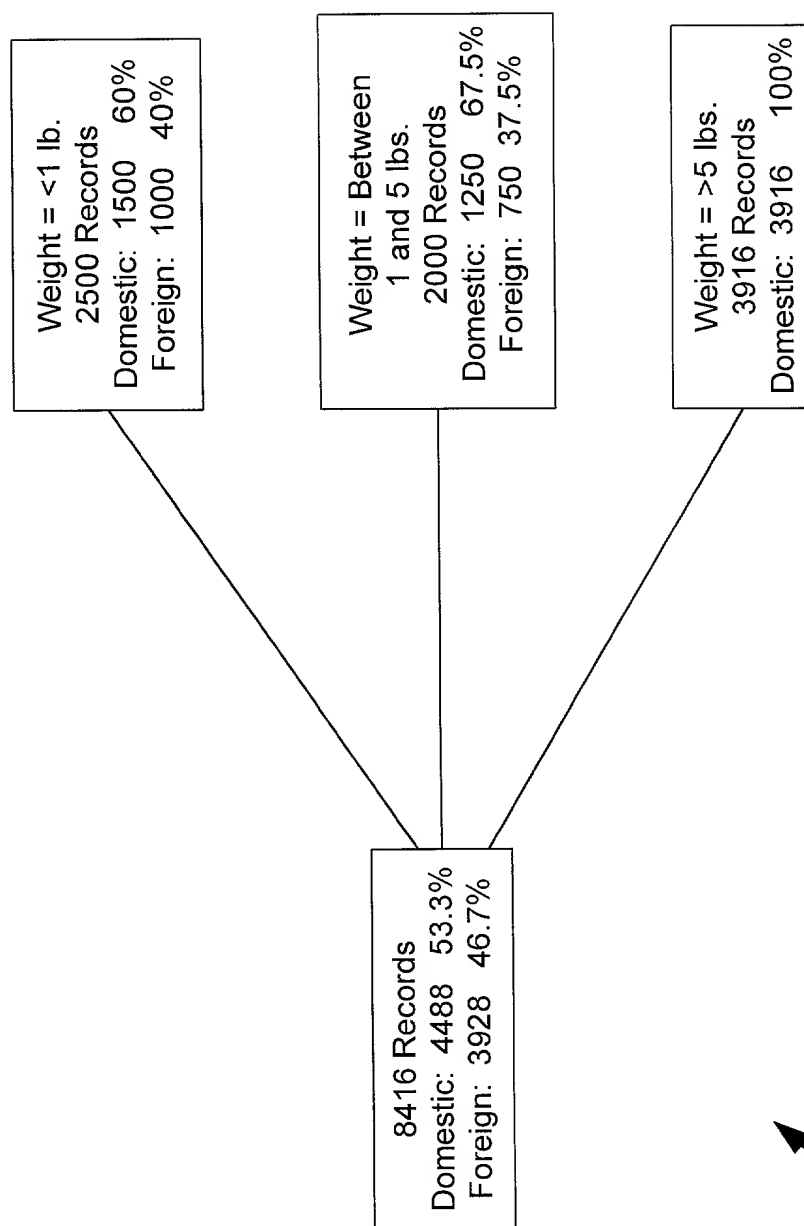 8416 Records
Domestic: 4488 53.3%
Foreign: 3928 46.7%
Weight = <1 lb.
2500 Records
Domestic: 1500 60%
Foreign: 1000 40%
Weight = Between
1 and 5 lbs.
2000 Records
Domestic: 1250 67.5%
Foreign: 750 37.5%
Weight = >5 lbs.
3916 Records
Domestic: 3916 100%